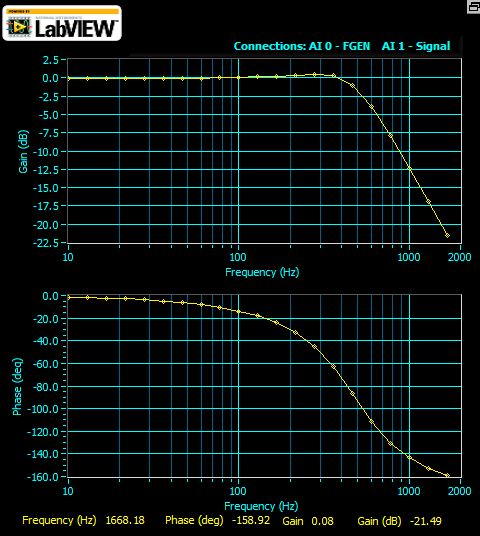 POWERED BY
NATIONAL INSTRUMENTS
LabVIEW™
Connections: AI 0 - FGEN AI 1 - Signal
Gain (dB)
2.5
0.0
-2.5
-5.0
-7.5
-10.0
-12.5
-15.0
-17.5
-20.0
-22.5
10 100 1000 2000
Frequency (Hz)
Phase (deg)
0.0
-20.0
-40.0
-60.0
-80.0
-100.0
-120.0
-140.0
-160.0
10 100 1000 2000
Frequency (Hz)
Frequency (Hz) 1668.18 Phase (deg) -158.92 Gain 0.08 Gain (dB) -21.49